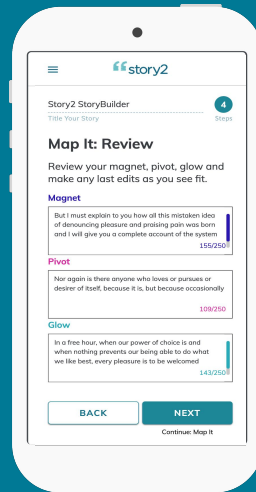 story2
Story2 StoryBuilder
4
Title Your Story
Steps
Map It: Review
Review your magnet, pivot, glow and
make any last edits as you see fit.
Magnet
But I must explain to you how all this mistaken idea
of denouncing pleasure and praising pain was born
and I will give you a complete account of the system
155/250
Pivot
Nor again is there anyone who loves or pursues or
desirer of itself, because it is, but because occasionally
109/250
Glow
In a free hour, when our power of choice is and
when nothing prevents our being able to do what
we like best, every pleasure is to be welcomed
143/250
BACK
NEXT
Continue: Map It